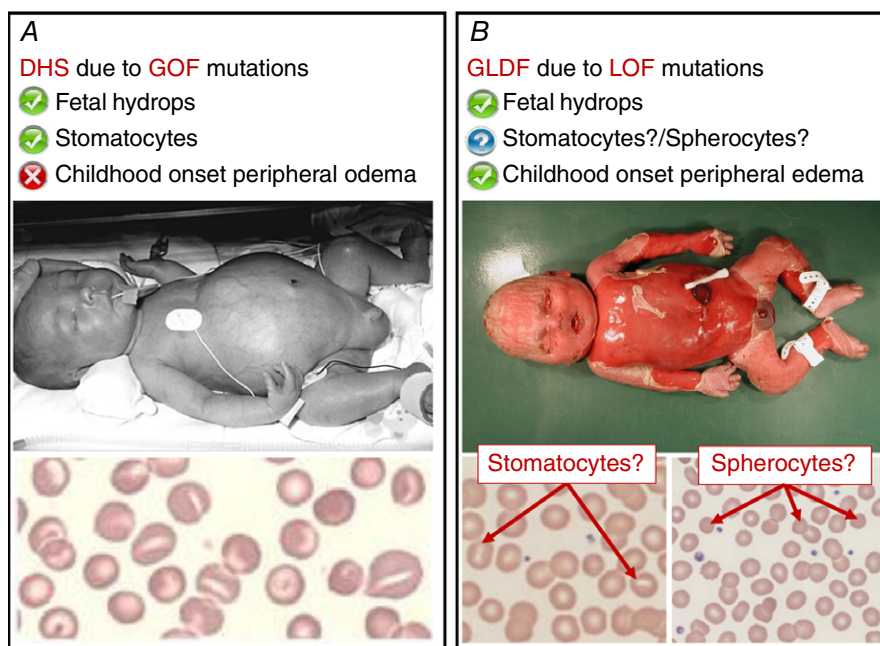 A
DHS due to GOF mutations
Fetal hydrops
Stomatocytes
Childhood onset peripheral odema
B
GLDF due to LOF mutations
Fetal hydrops
? Stomatocytes?/Spherocytes?
Childhood onset peripheral edema
Stomatocytes?
Spherocytes?